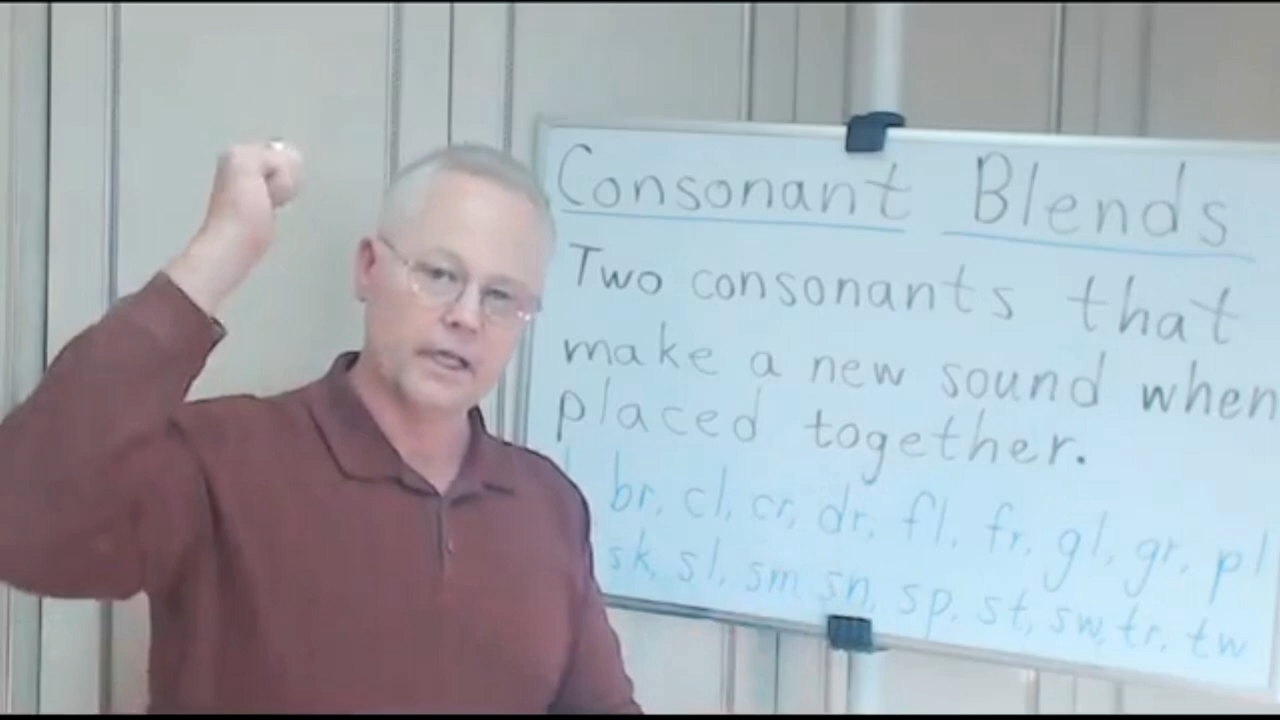 Consonant Blends
Two consonants that
make a new sound when
placed together.
br, cl, cr, dr, fl, fr, gl, gr, pl
sk, sl, sm, sn, sp, st, sw, tr, tw